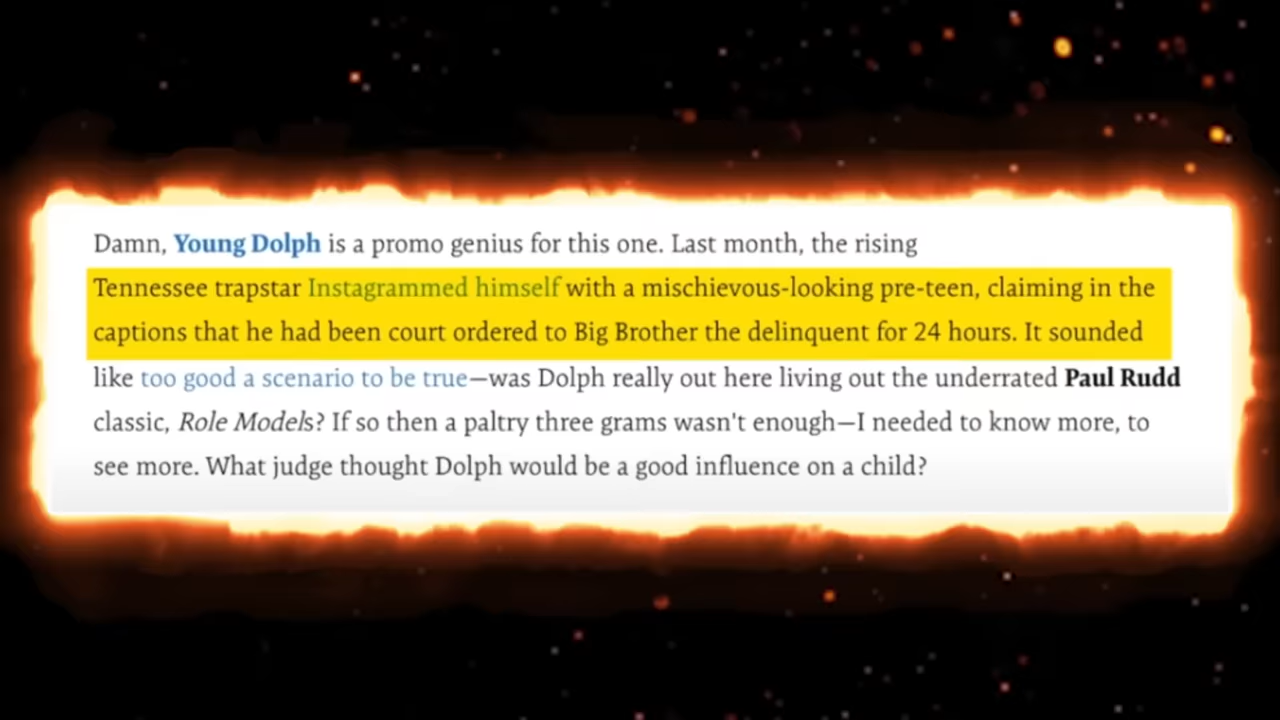 Damn, Young Dolph is a promo genius for this one. Last month, the rising
Tennessee trapstar Instagrammed himself with a mischievous-looking pre-teen, claiming in the
captions that he had been court ordered to Big Brother the delinquent for 24 hours. It sounded
like too good a scenario to be true—was Dolph really out here living out the underrated Paul Rudd
classic, Role Models? If so then a paltry three grams wasn't enough—I needed to know more, to
see more. What judge thought Dolph would be a good influence on a child?